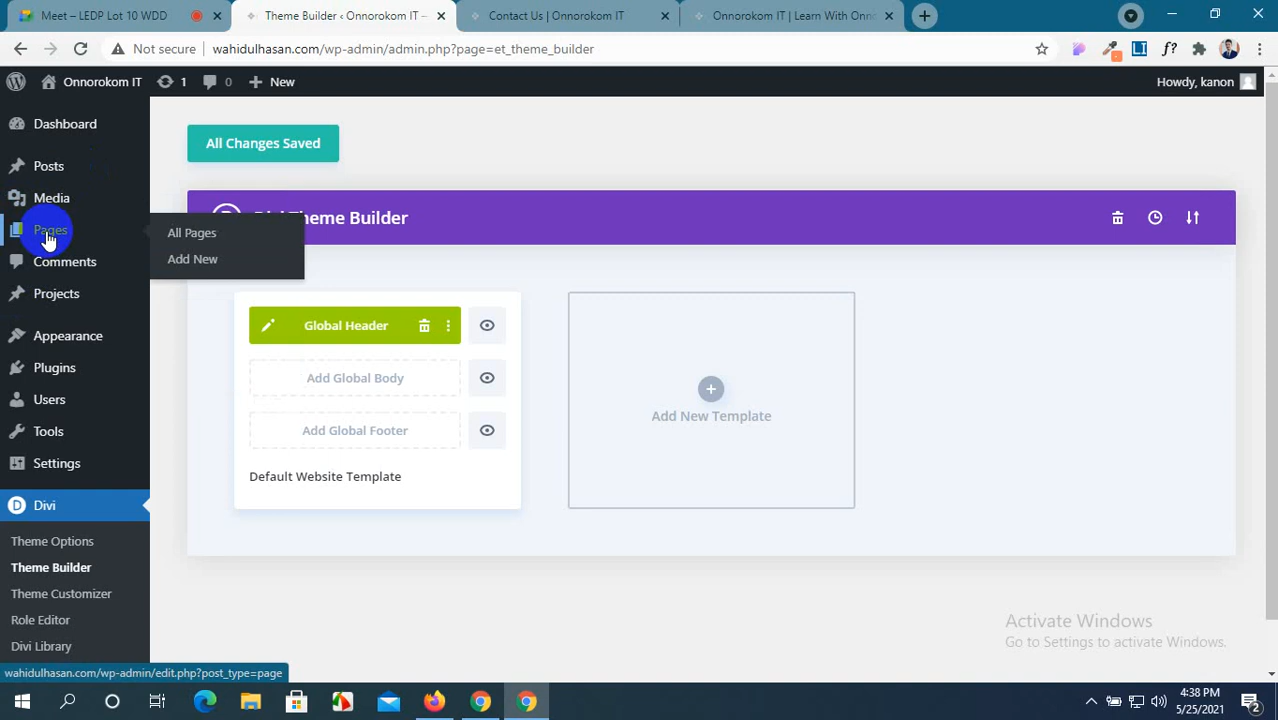 Meet – LEDP Lot 10 WDD
Theme Builder ‹ Onnorokom IT —
Contact Us | Onnorokom IT
Onnorokom IT | Learn With Onno
Not secure
wahidulhasan.com/wp-admin/admin.php?page=et_theme_builder
f?
Onnorokom IT
1
0
New
Howdy, kanon
Dashboard
Posts
Media
Pages
Comments
Projects
Appearance
Plugins
Users
Tools
Settings
Divi
Theme Options
Theme Builder
Theme Customizer
Role Editor
Divi Library
All Pages
Add New
All Changes Saved
Theme Builder
Global Header
Add Global Body
Add Global Footer
Default Website Template
Add New Template
Activate Windows
Go to Settings to activate Windows.
wahidulhasan.com/wp-admin/edit.php?post_type=page
4:38 PM
5/25/2021
2